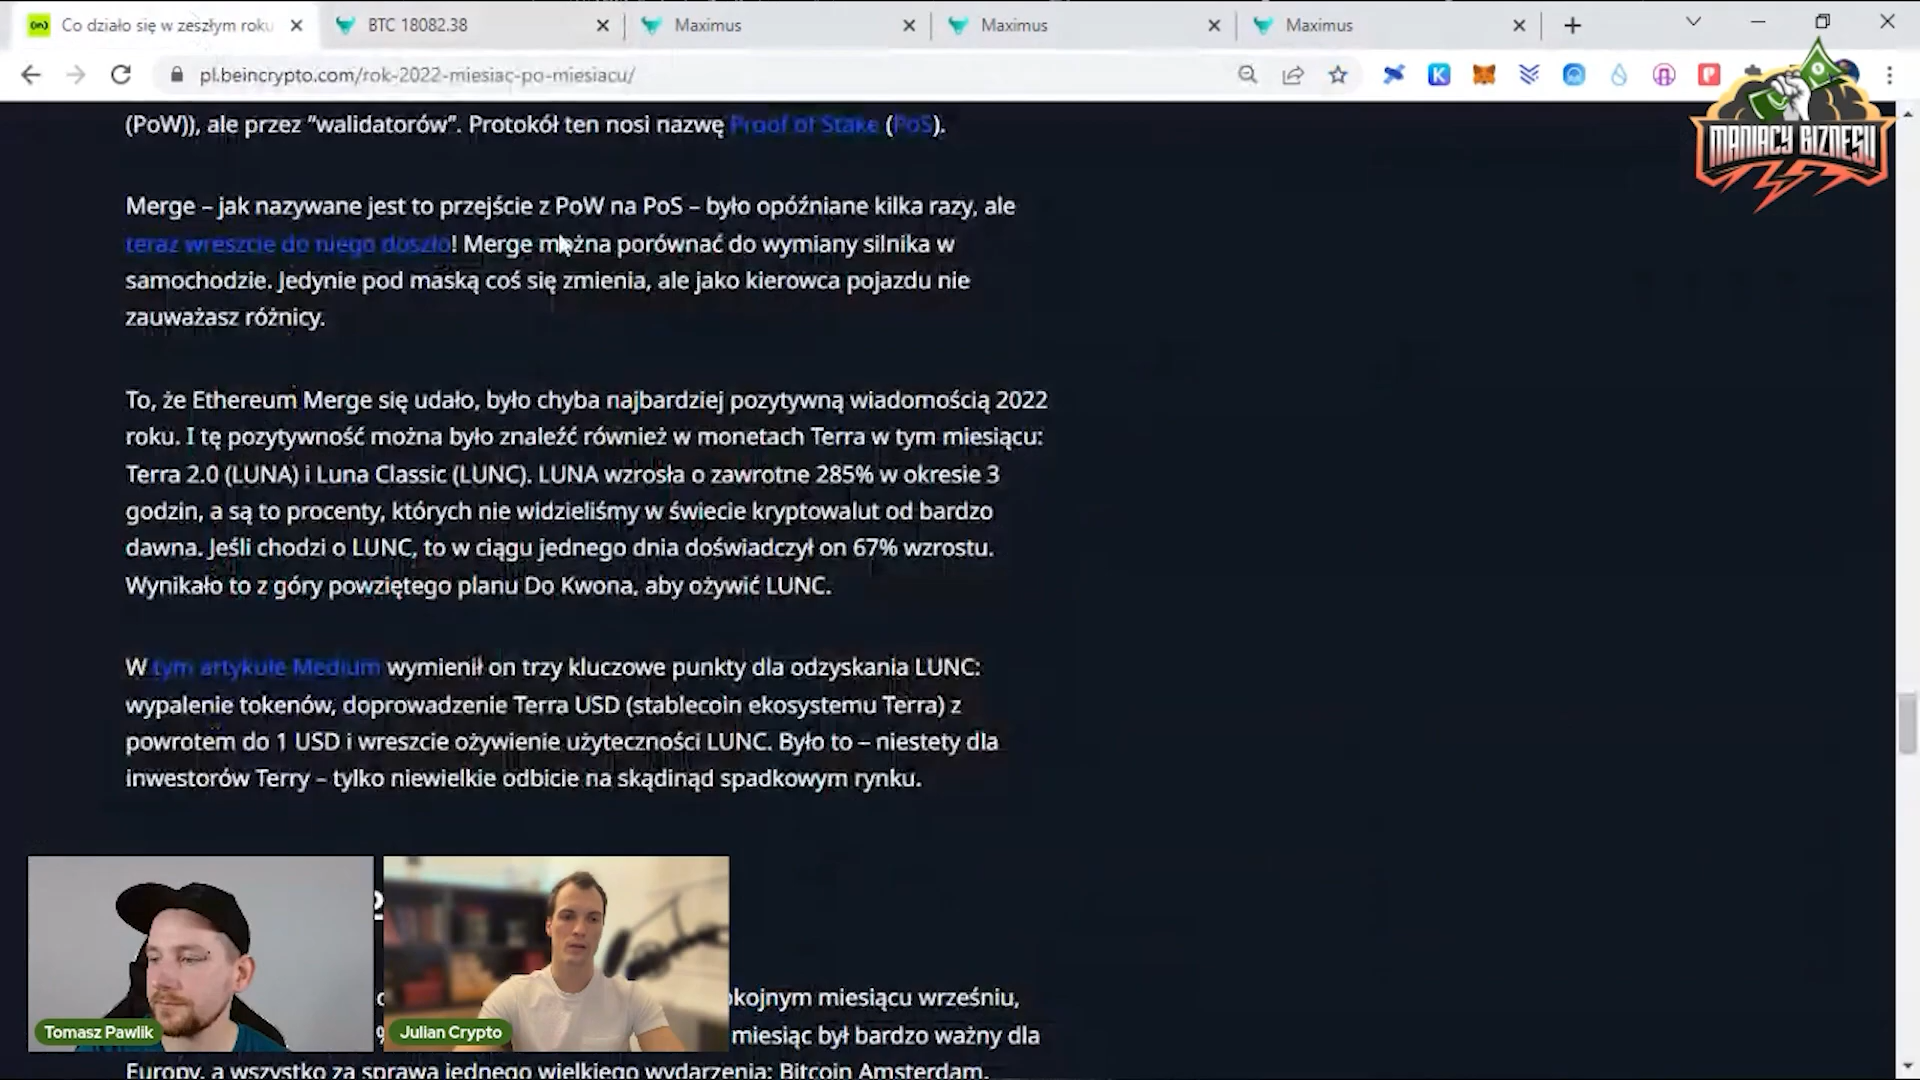 Co działo się w zeszłym roku
BTC 18082.38
Maximus
Maximus
Maximus
pl.beincrypto.com/rok-2022-miesiac-po-miesiacu/
MANIACY BIZNESU
(PoW)), ale przez “walidatorów”. Protokół ten nosi nazwę Proof of Stake (PoS).
Merge – jak nazywane jest to przejście z PoW na PoS – było opóźniane kilka razy, ale
teraz wreszcie do niego doszło! Merge można porównać do wymiany silnika w
samochodzie. Jedynie pod maską coś się zmienia, ale jako kierowca pojazdu nie
zauważasz różnicy.
To, że Ethereum Merge się udało, było chyba najbardziej pozytywną wiadomością 2022
roku. I tę pozytywność można było znaleźć również w monetach Terra w tym miesiącu:
Terra 2.0 (LUNA) i Luna Classic (LUNC). LUNA wzrosła o zawrotne 285% w okresie 3
godzin, a są to procenty, których nie widzieliśmy w świecie kryptowalut od bardzo
dawna. Jeśli chodzi o LUNC, to w ciągu jednego dnia doświadczył on 67% wzrostu.
Wynikało to z góry powziętego planu Do Kwona, aby ożywić LUNC.
W tym artykule Medium wymienił on trzy kluczowe punkty dla odzyskania LUNC:
wypalenie tokenów, doprowadzenie Terra USD (stablecoin ekosystemu Terra) z
powrotem do 1 USD i wreszcie ożywienie użyteczności LUNC. Było to – niestety dla
inwestorów Terry – tylko niewielkie odbicie na skądinąd spadkowym rynku.
okojnym miesiącu wrześniu,
miesiąc był bardzo ważny dla
Europy, a wszystko za sprawą jednego wielkiego wydarzenia: Bitcoin Amsterdam.
Tomasz Pawlik
Julian Crypto